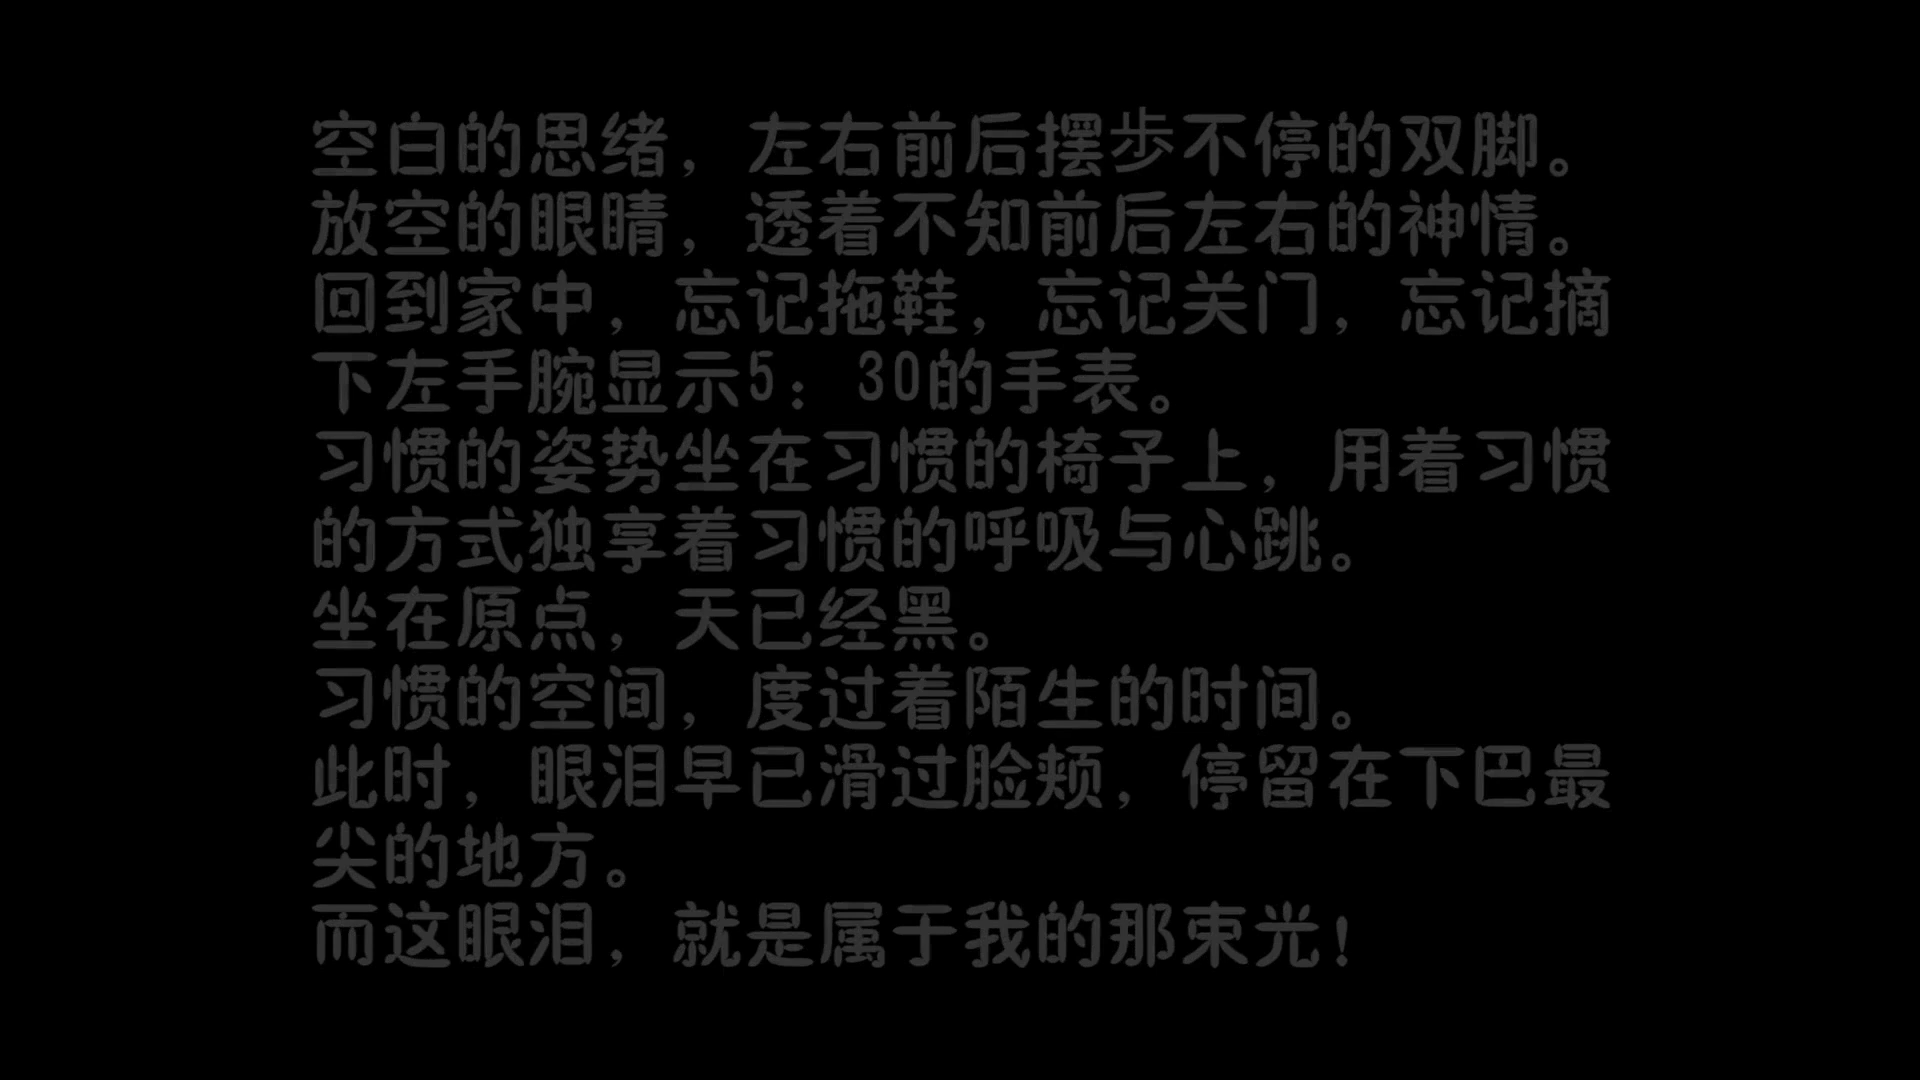 空白的思绪，左右前后摆歩不停的双脚。
放空的眼睛，透着不知前后左右的神情。
回到家中，忘记拖鞋，忘记关门，忘记摘
下左手腕显示5：30的手表。
习惯的姿势坐在习惯的椅子上，用着习惯
的方式独享着习惯的呼吸与心跳。
坐在原点，天已经黑。
习惯的空间，度过着陌生的时间。
此时，眼泪早已滑过脸颊，停留在下巴最
尖的地方。
而这眼泪，就是属于我的那束光！